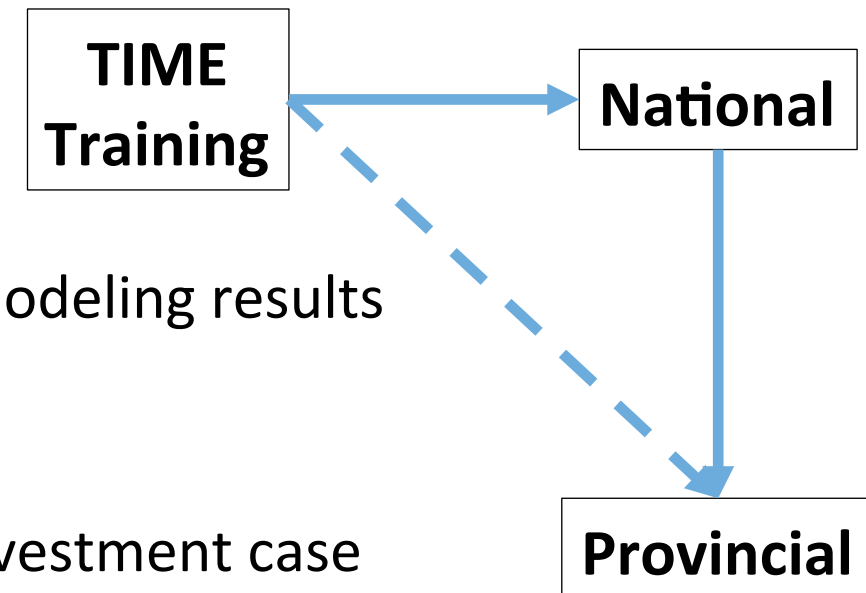 TIME
Training
National
odeling results
vestment case
Provincial